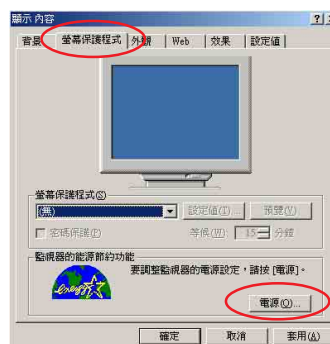 顯示 內容
背景 螢幕保護程式 外觀 Web 效果 設定值
螢幕保護程式(S)
(無) 設定值(T)... 預覽(V)
密碼保護(P) 等候(W): 15 分鐘
監視器的能源節約功能
要調整監視器的電源設定，請按 [電源]。
energy
電源(O)...
確定 取消 套用(A)